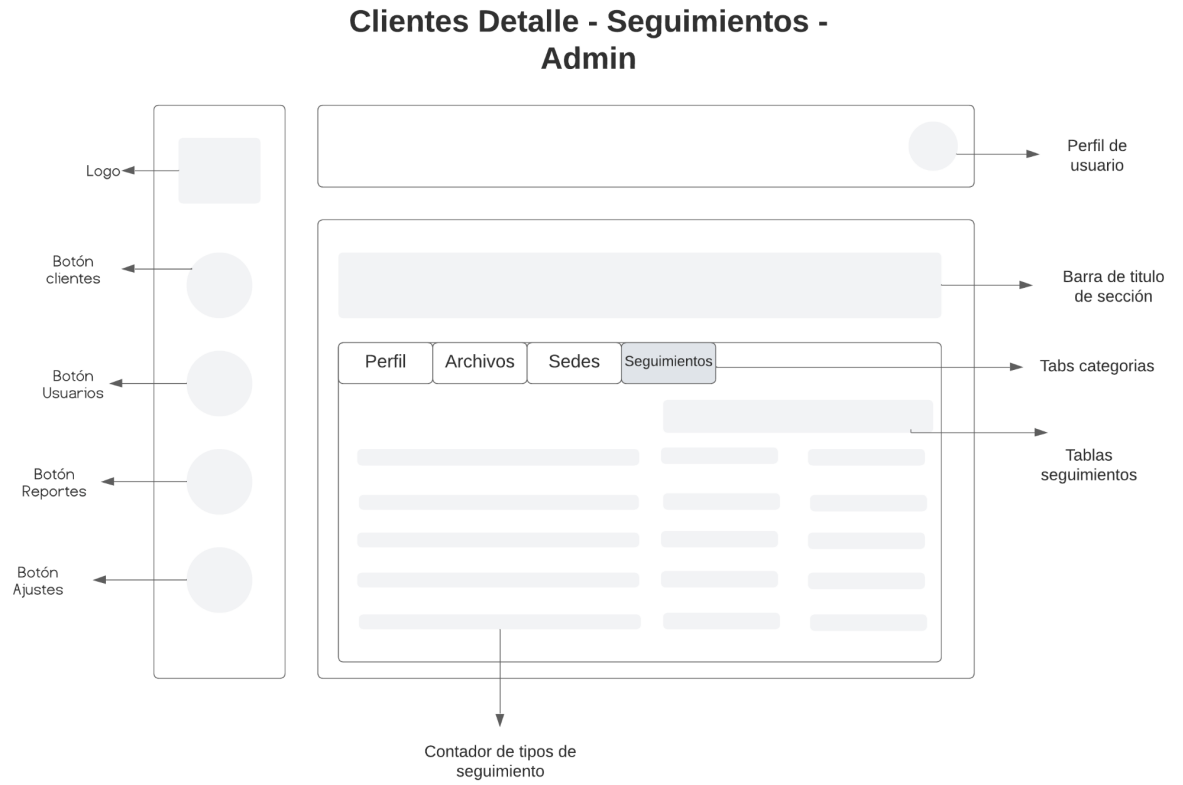 Clientes Detalle - Seguimientos -
Admin
Logo
Perfil de
usuario
Botón
clientes
Barra de titulo
de sección
Perfil
Archivos
Sedes
Seguimientos
Tabs categorias
Botón
Usuarios
Tablas
seguimientos
Botón
Reportes
Botón
Ajustes
Contador de tipos de
seguimiento